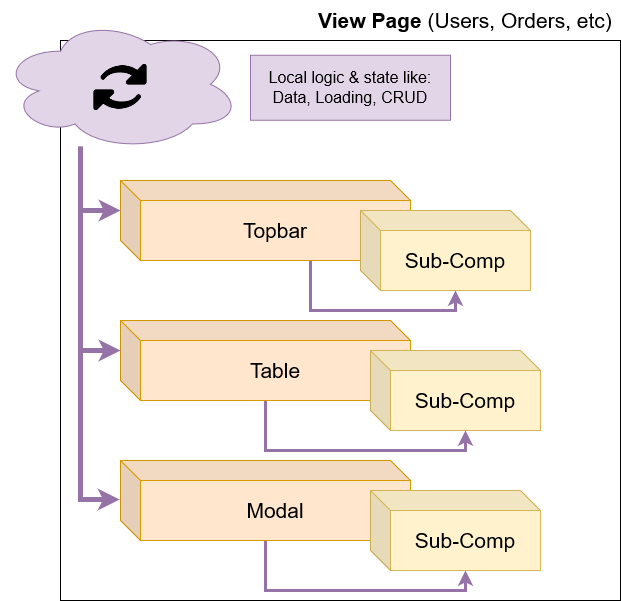 View Page (Users, Orders, etc)
Local logic & state like:
Data, Loading, CRUD
Topbar
Sub-Comp
Table
Sub-Comp
Modal
Sub-Comp